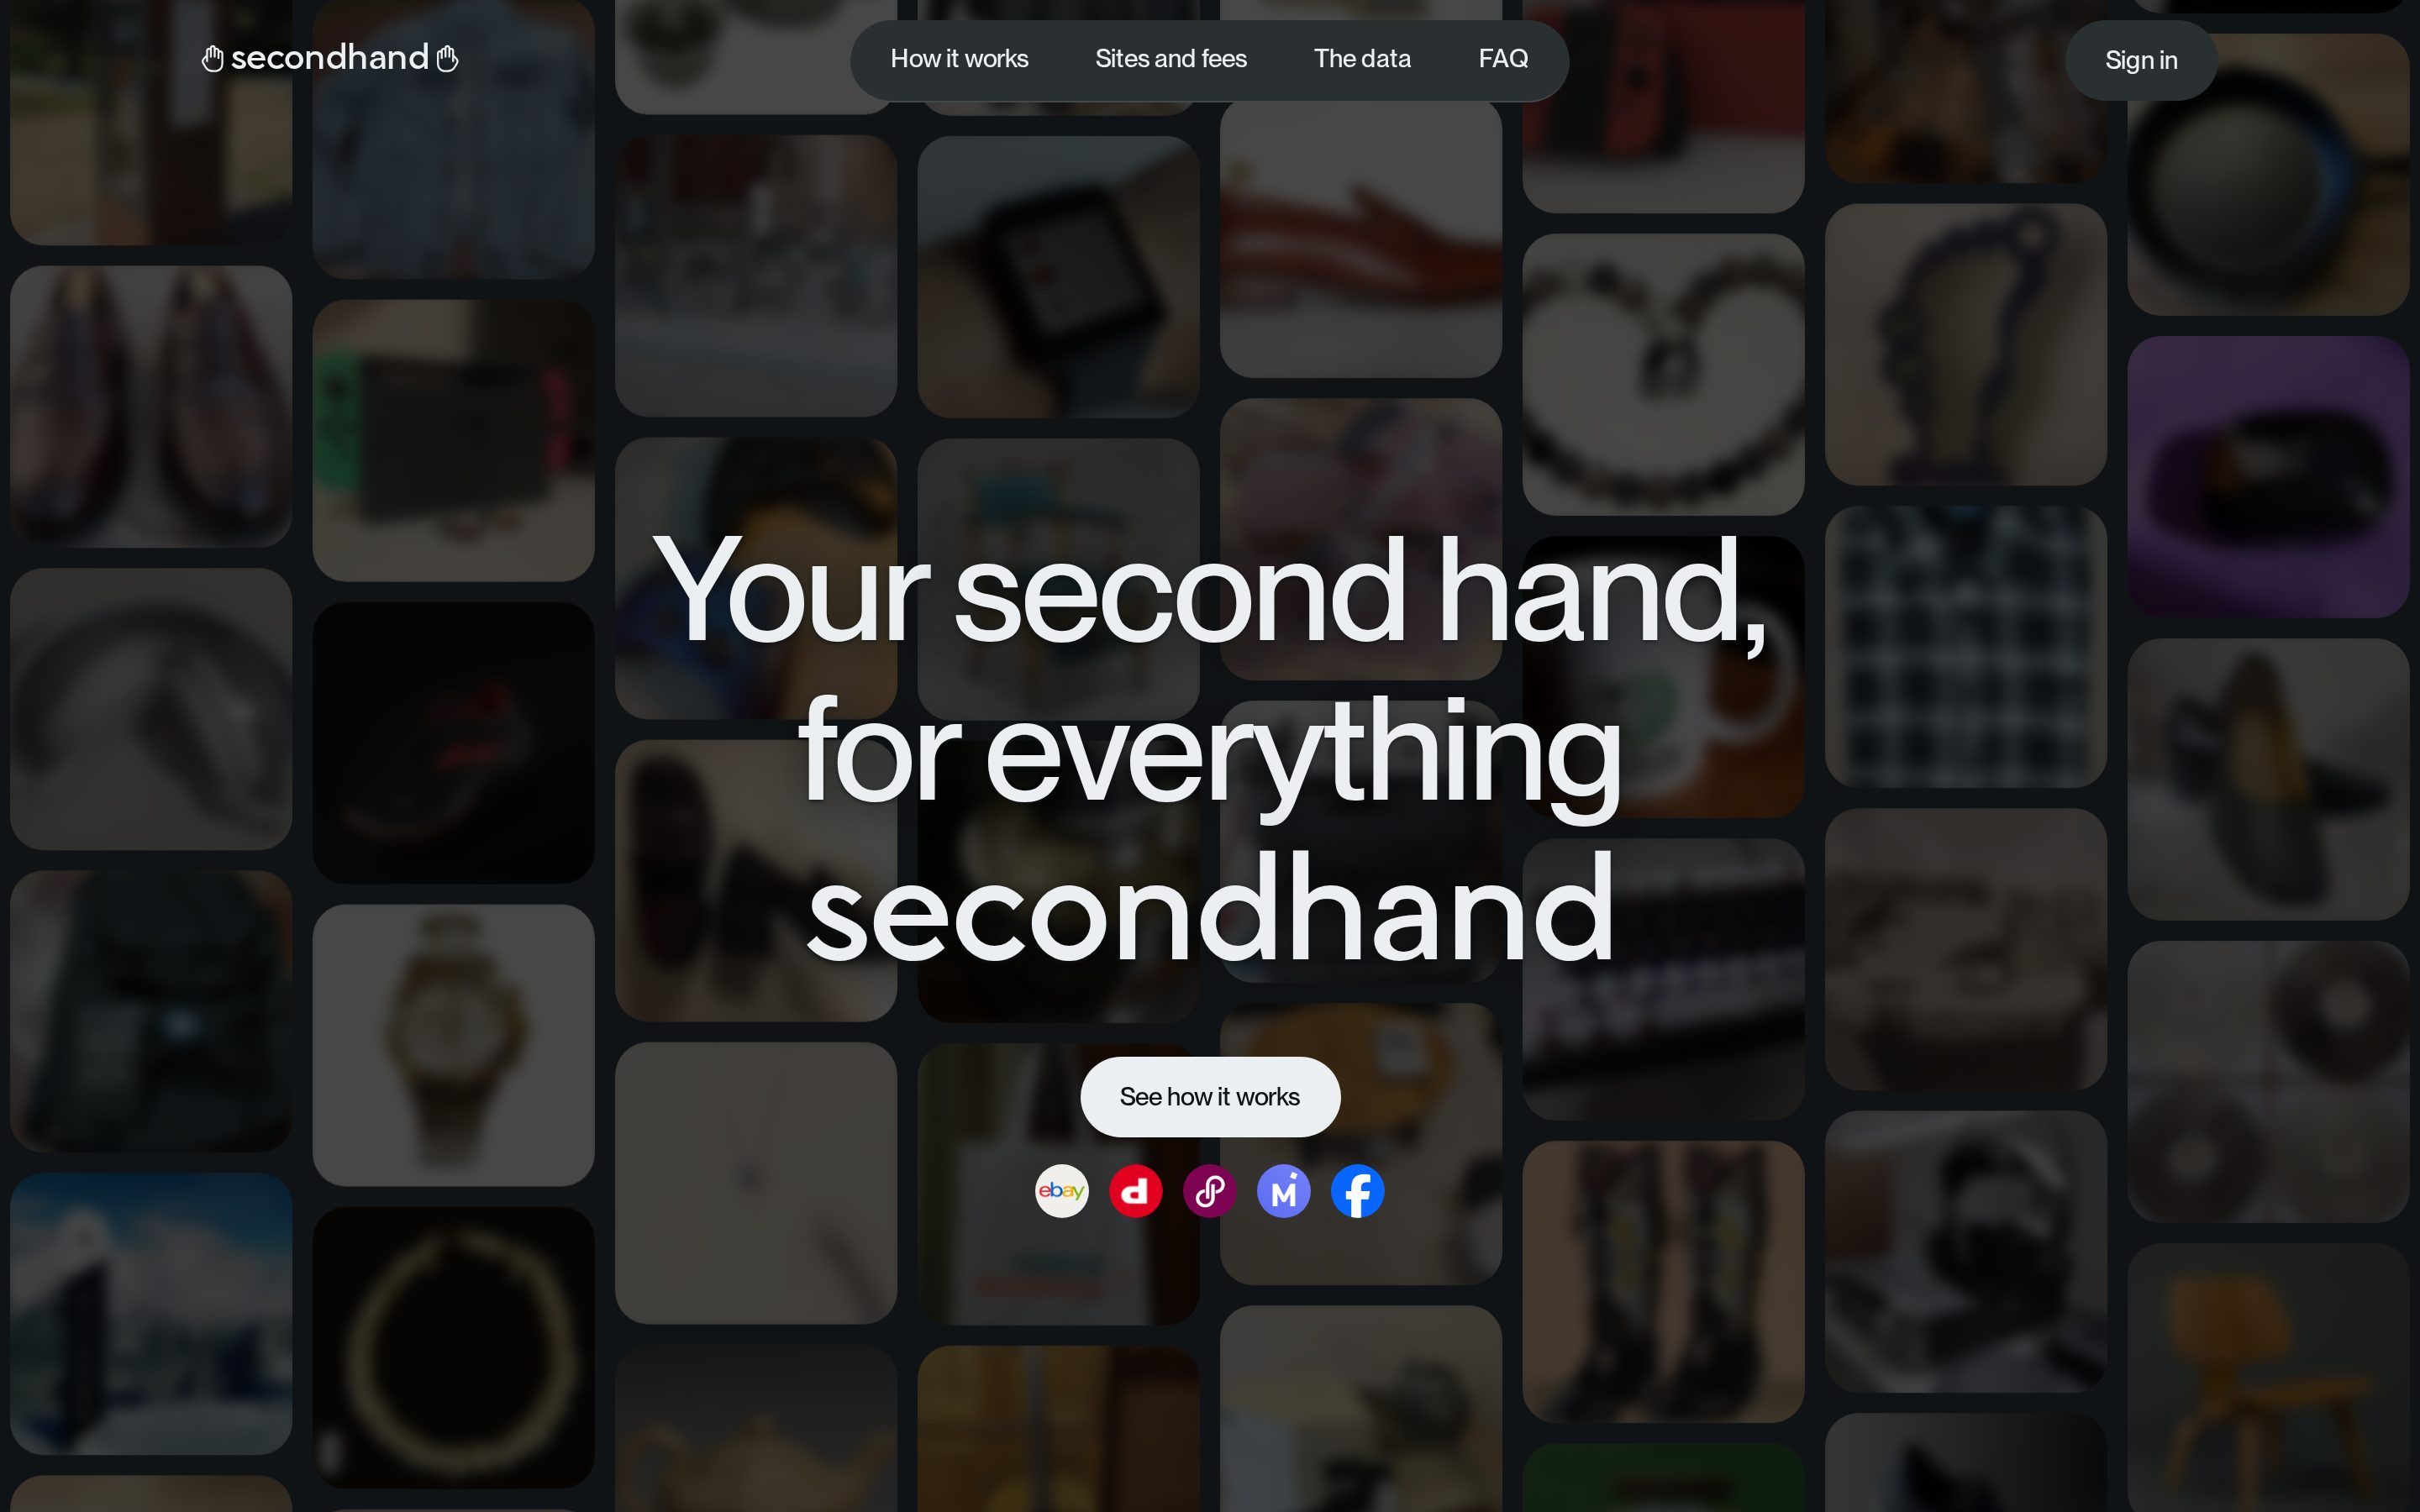 secondhand
How it works
Sites and fees
The data
FAQ
Sign in
Your second hand,
for everything
secondhand
See how it works
ebay